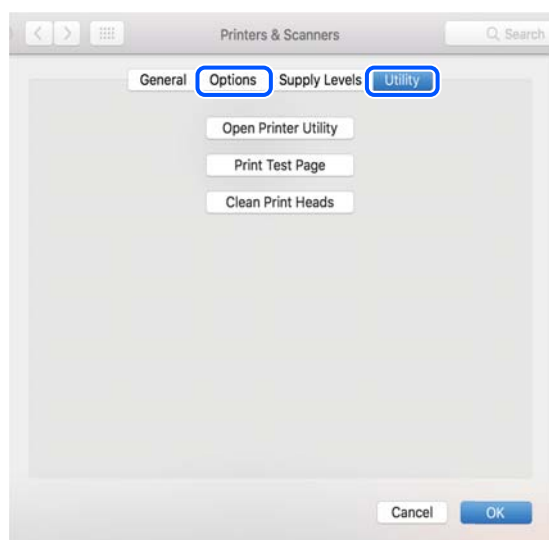 Printers & Scanners Search
General Options Supply Levels Utility
Open Printer Utility
Print Test Page
Clean Print Heads
Cancel OK